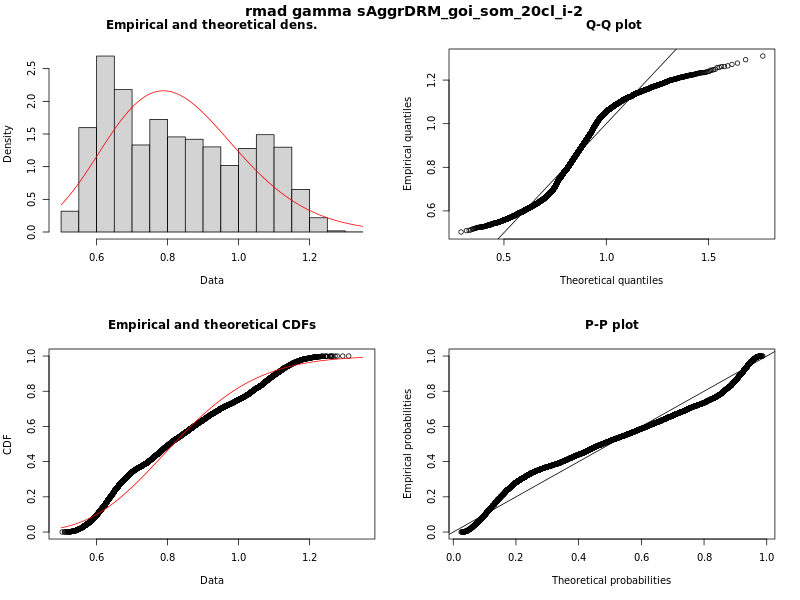 rmad gamma sAggrDRM_goi_som_20cl_i-2
Empirical and theoretical dens.
Density
0.0 0.5 1.0 1.5 2.0 2.5
0.6 0.8 1.0 1.2
Data
Q-Q plot
Empirical quantiles
0.6 0.8 1.0 1.2
0.5 1.0 1.5
Theoretical quantiles
Empirical and theoretical CDFs
CDF
0.0 0.2 0.4 0.6 0.8 1.0
0.6 0.8 1.0 1.2
Data
P-P plot
Empirical probabilities
0.0 0.2 0.4 0.6 0.8 1.0
0.0 0.2 0.4 0.6 0.8 1.0
Theoretical probabilities